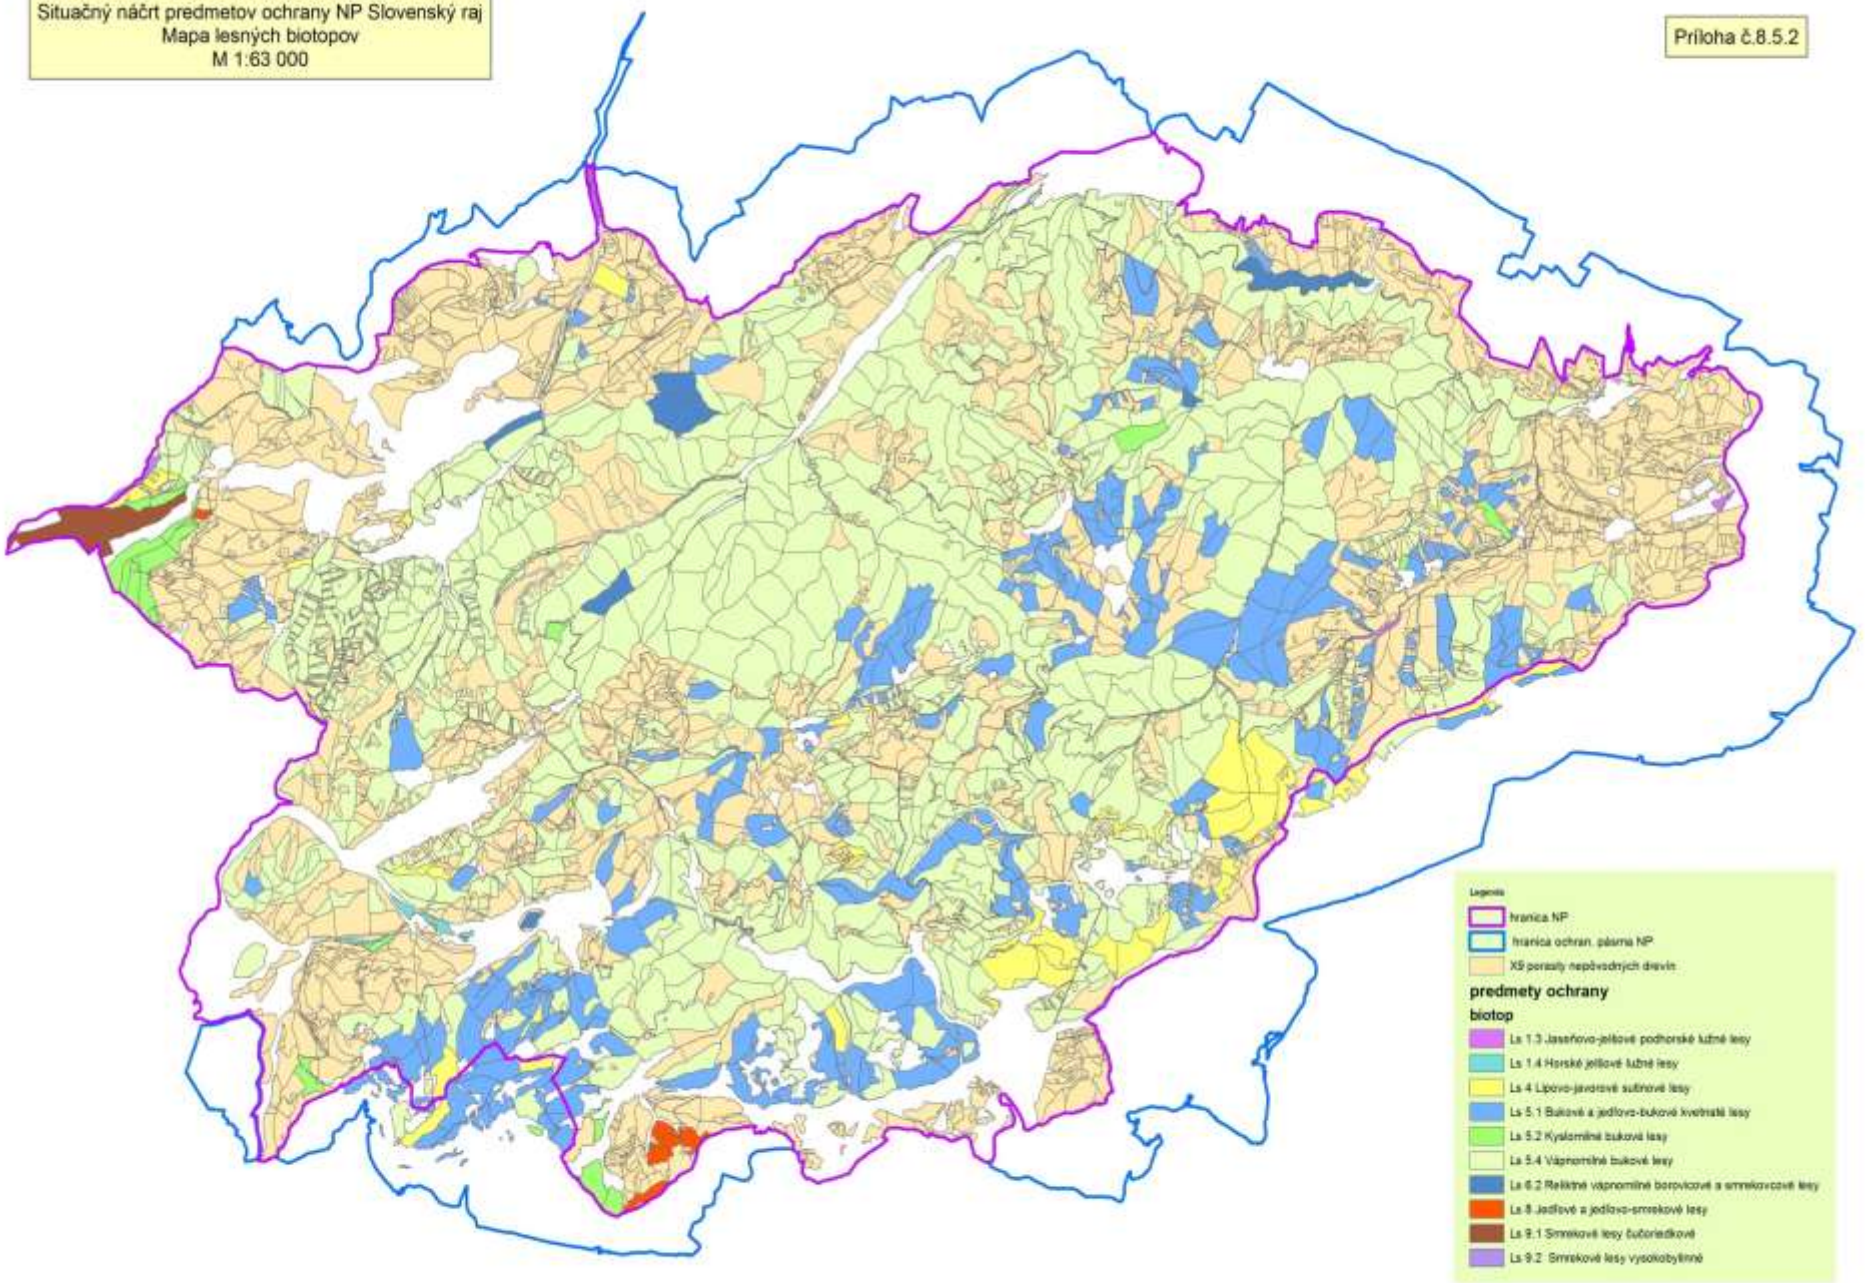 Situačný náčrt predmetov ochrany NP Slovenský raj
Mapa lesných biotopov
M 1:63 000
Príloha č.8.5.2
Legenda
hranica NP
hranica ochran. pásma NP
X9 porasty nepôvodných drevín
predmety ochrany
biotop
Ls 1.3 Jaseňovo-jelšové podhorské lužné lesy
Ls 1.4 Horské jelšové lužné lesy
Ls 4 Lipovo-javorové sutinové lesy
Ls 5.1 Bukové a jedľovo-bukové kvetnaté lesy
Ls 5.2 Kyslomilné bukové lesy
Ls 5.4 Vápnomilné bukové lesy
Ls 6.2 Reliktné vápnomilné borovicové a smrekovcové lesy
Ls 8 Jedľové a jedľovo-smrekové lesy
Ls 9.1 Smrekové lesy čučoriedkové
Ls 9.2 Smrekové lesy vysokobylinné